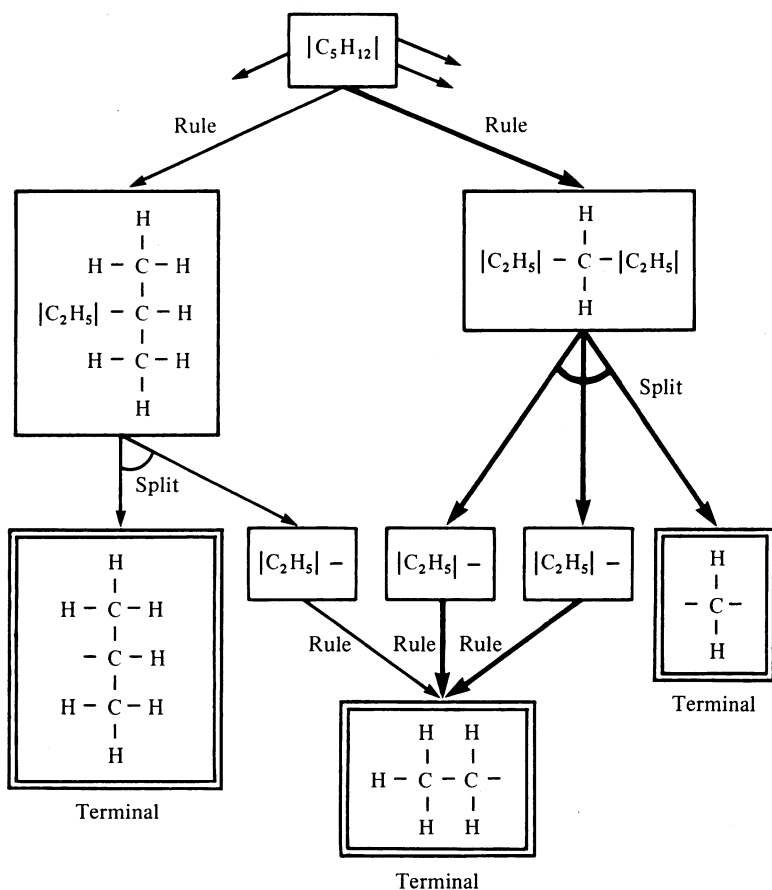 |C₅H₁₂|
Rule Rule
H
|
H – C – H
|
|C₂H₅| – C – H
|
H – C – H
|
H
H
|
|C₂H₅| – C – |C₂H₅|
|
H
Split
Split
H
|
H – C – H
|
– C – H
|
H – C – H
|
H
Terminal
|C₂H₅| –
|C₂H₅| –
|C₂H₅| –
H
|
– C –
|
H
Terminal
Rule Rule Rule
H H
| |
H – C – C –
| |
H H
Terminal